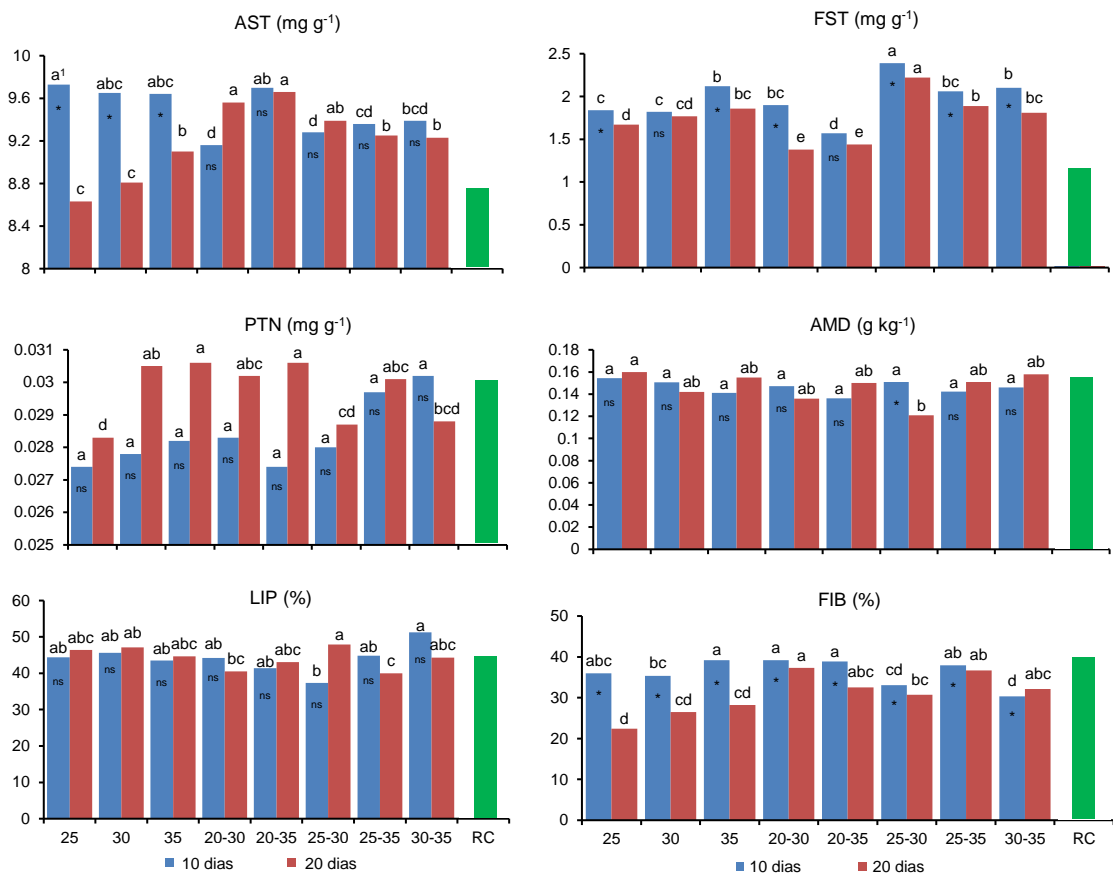 AST (mg g⁻¹)
10
9.6
9.2
8.8
8.4
8
a¹ abc abc d ab d cd bcd
c c b a a ab b b
* * * ns ns ns ns ns
FST (mg g⁻¹)
2.5
2
1.5
1
0.5
0
c c b c d a bc b
d cd bc e e a b bc
* ns * * ns * * *
PTN (mg g⁻¹)
0.031
0.03
0.029
0.028
0.027
0.026
0.025
a a a a a a a a
d ab a abc a cd abc bcd
ns ns ns ns ns ns ns ns
AMD (g kg⁻¹)
0.18
0.16
0.14
0.12
0.1
0.08
0.06
0.04
0.02
0
a a a a a a a a
a ab ab ab ab b ab ab
ns ns ns ns ns * ns ns
LIP (%)
60
50
40
30
20
10
0
ab ab ab ab ab b ab a
abc ab abc bc abc a c abc
ns ns ns ns ns ns ns ns
25 30 35 20-30 20-35 25-30 25-35 30-35 RC
10 dias 20 dias
FIB (%)
50
40
30
20
10
0
abc bc a a a cd ab d
d cd cd a abc bc ab abc
* * * * * * * *
25 30 35 20-30 20-35 25-30 25-35 30-35 RC
10 dias 20 dias